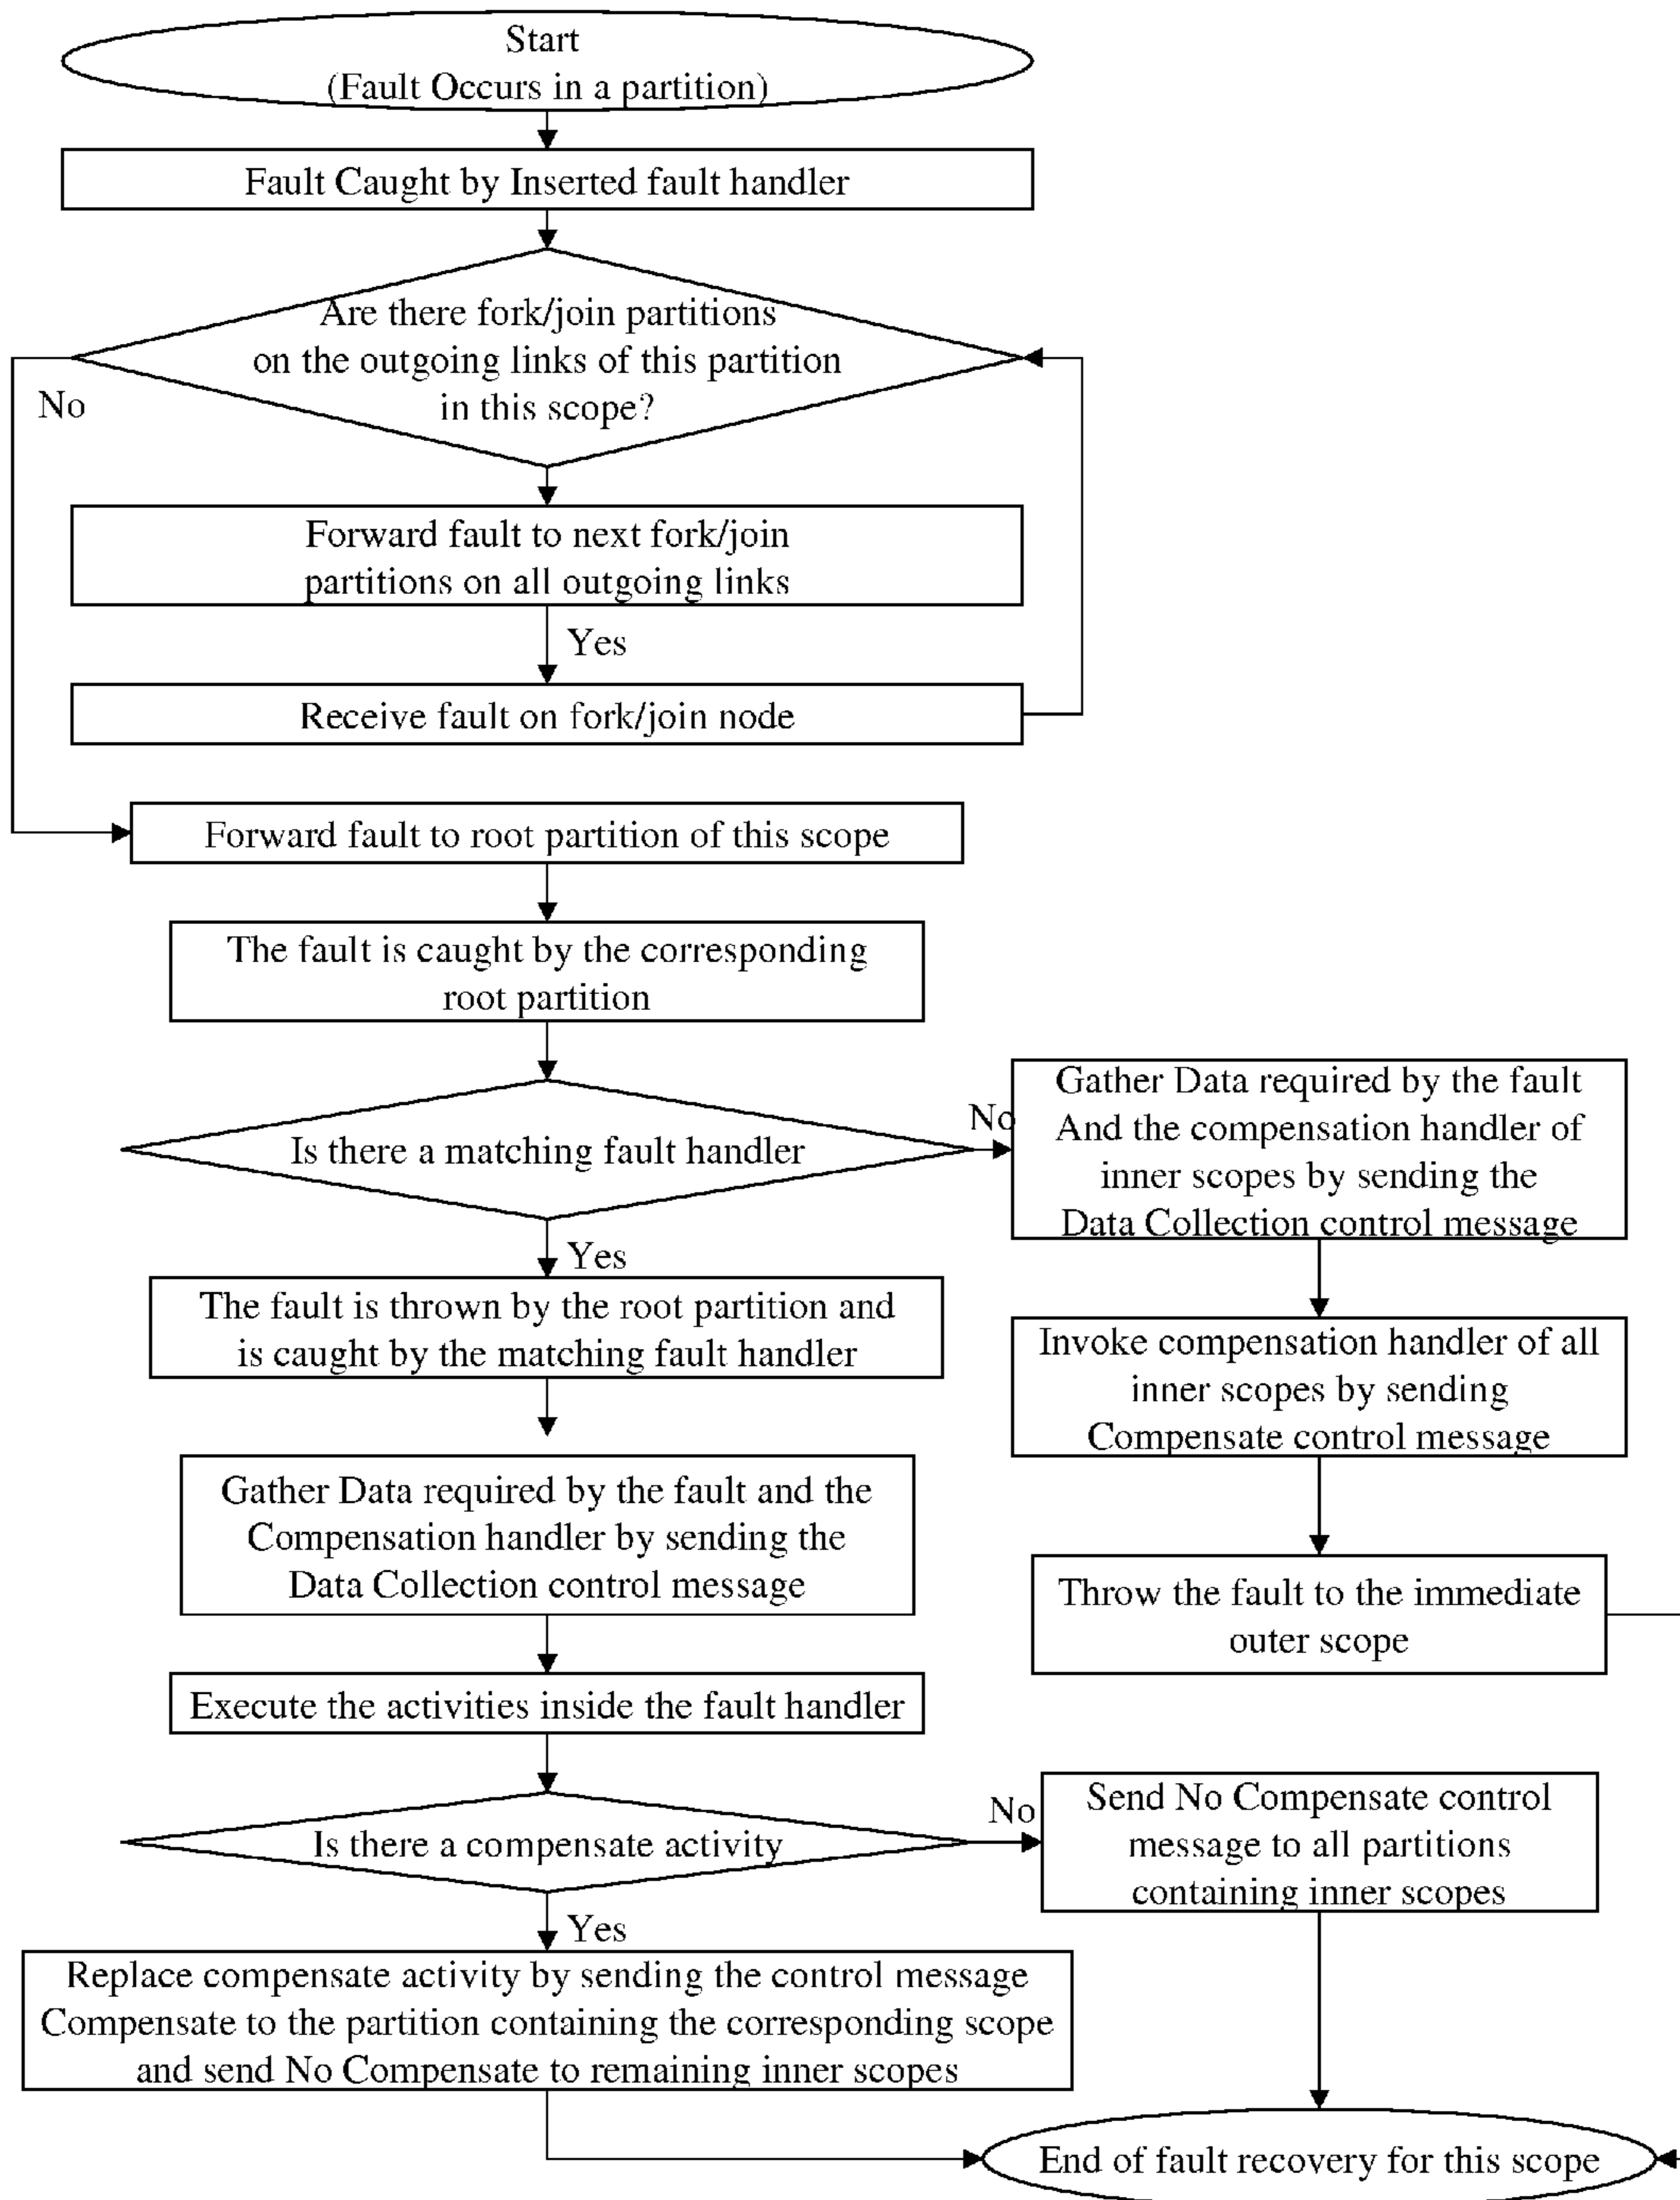 Start
(Fault Occurs in a partition)
Fault Caught by Inserted fault handler
Are there fork/join partitions
on the outgoing links of this partition
in this scope?
No
Forward fault to next fork/join
partitions on all outgoing links
Yes
Receive fault on fork/join node
Forward fault to root partition of this scope
The fault is caught by the corresponding
root partition
Is there a matching fault handler
No
Gather Data required by the fault
And the compensation handler of
inner scopes by sending the
Data Collection control message
Yes
The fault is thrown by the root partition and
is caught by the matching fault handler
Invoke compensation handler of all
inner scopes by sending
Compensate control message
Gather Data required by the fault and the
Compensation handler by sending the
Data Collection control message
Throw the fault to the immediate
outer scope
Execute the activities inside the fault handler
Is there a compensate activity
No
Send No Compensate control
message to all partitions
containing inner scopes
Yes
Replace compensate activity by sending the control message
Compensate to the partition containing the corresponding scope
and send No Compensate to remaining inner scopes
End of fault recovery for this scope